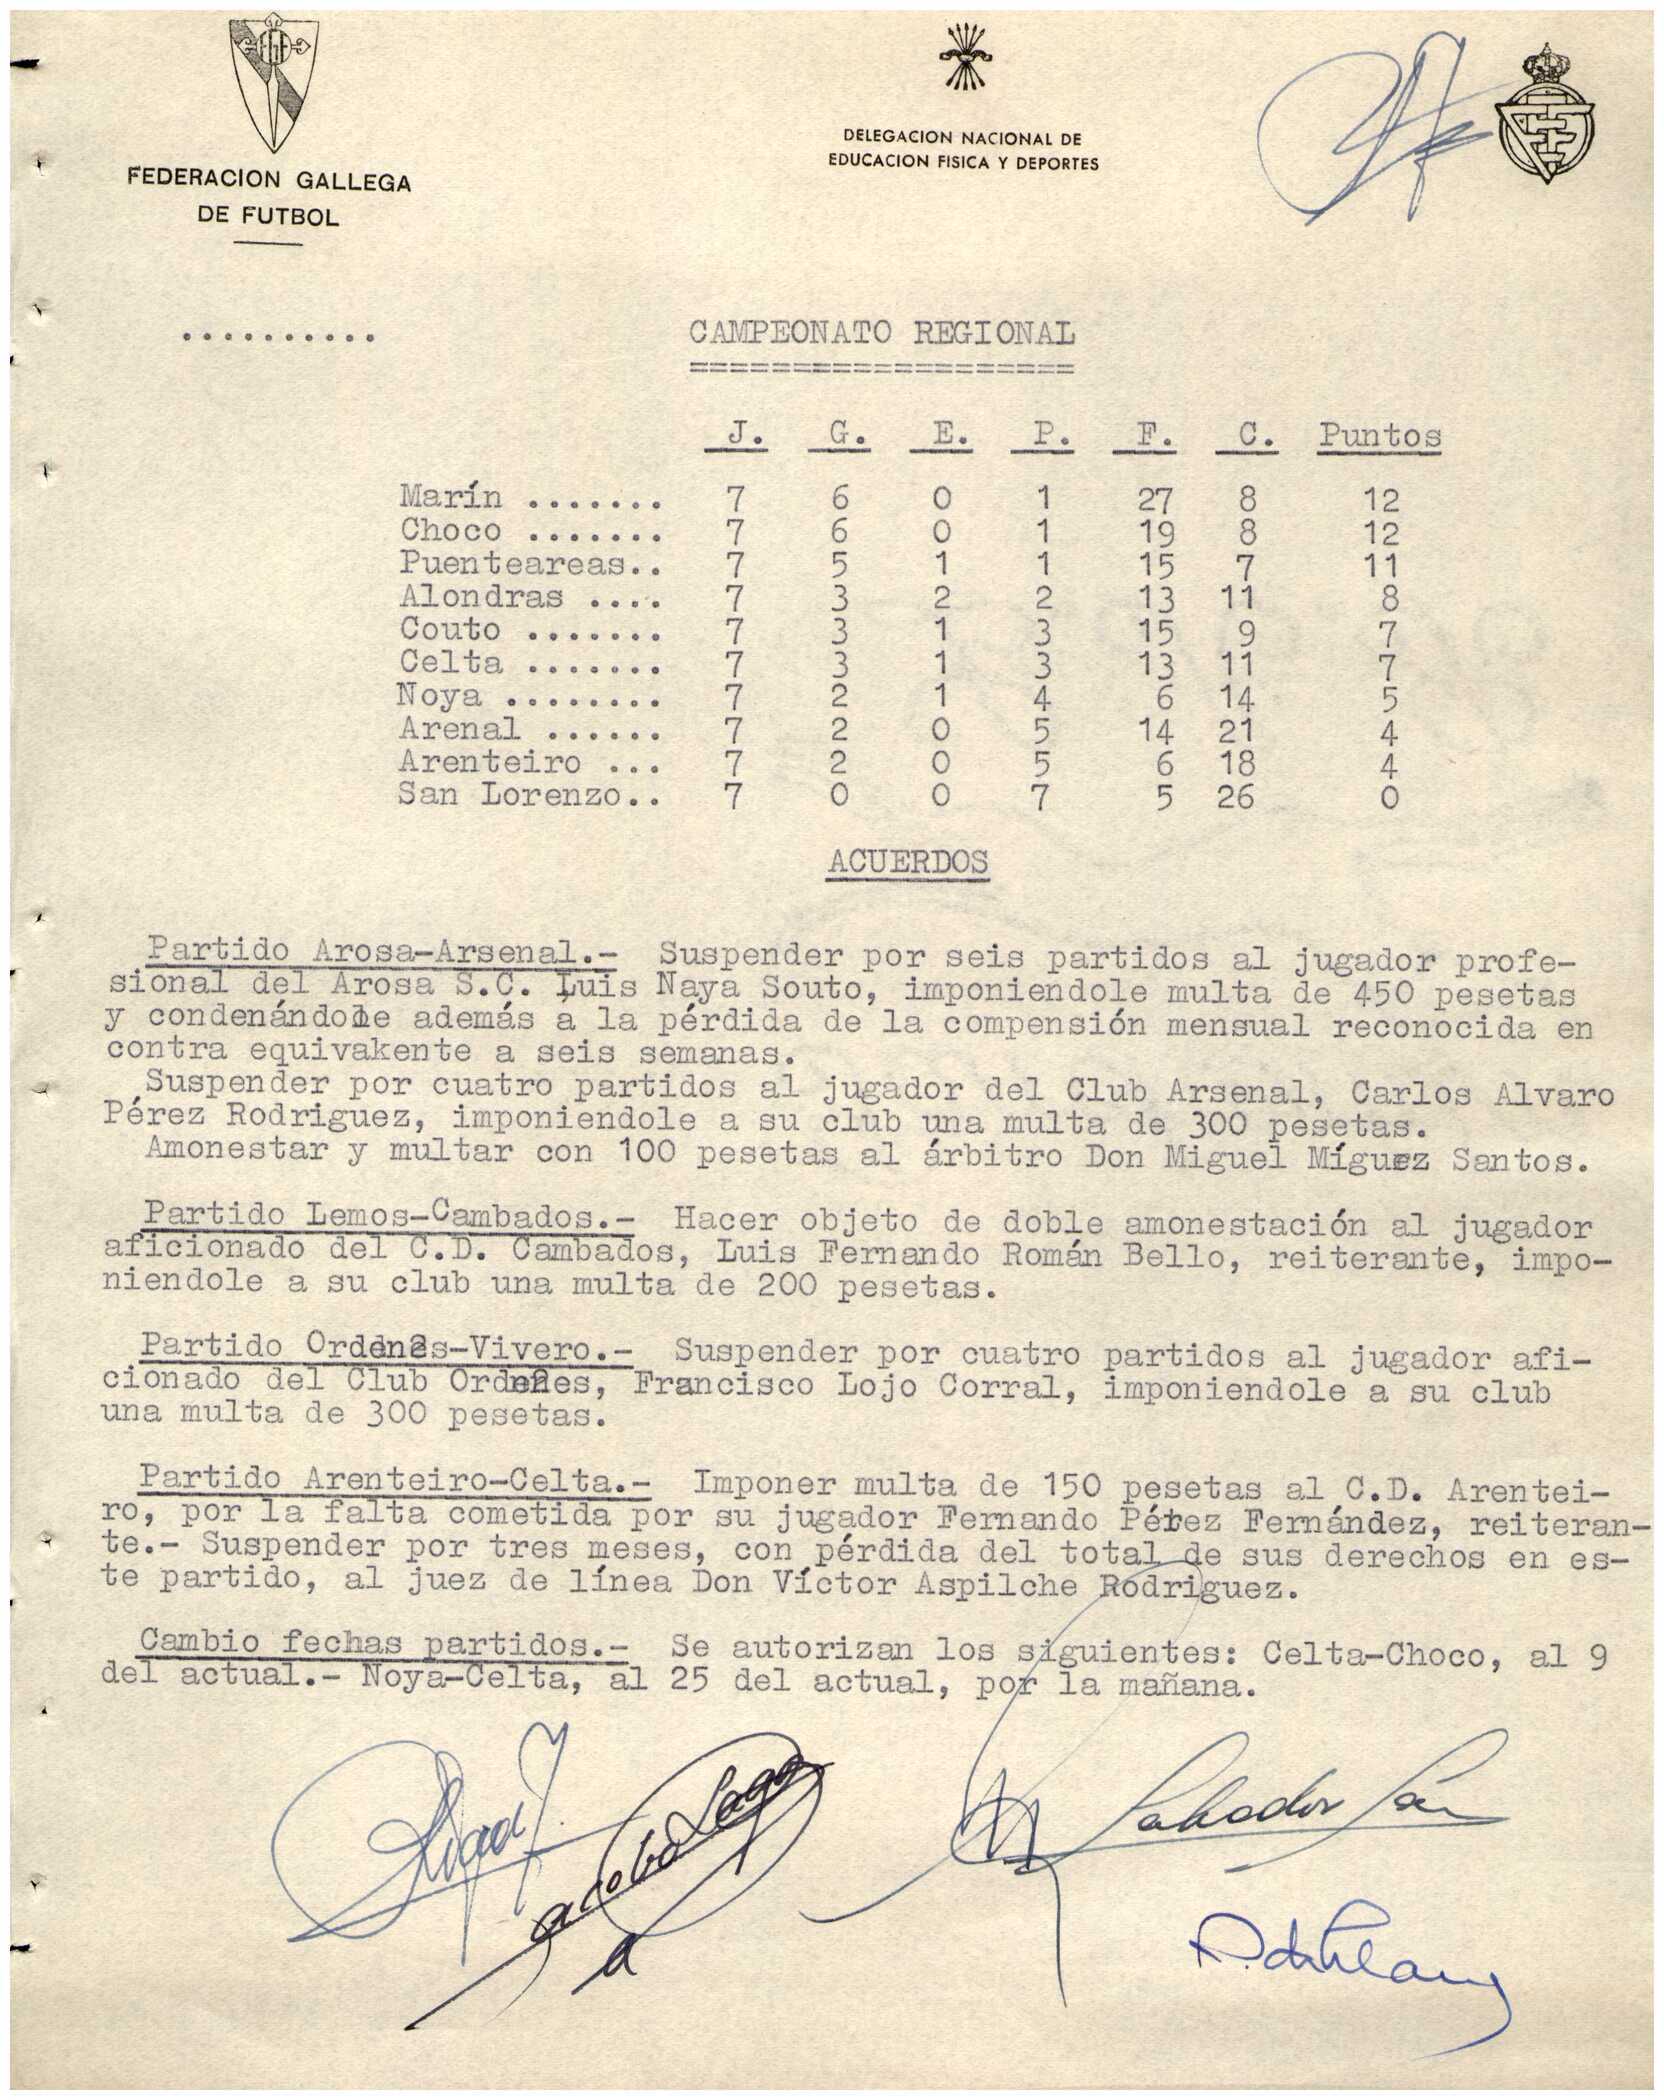 FEDERACION GALLEGA
DE FUTBOL
DELEGACION NACIONAL DE
EDUCACION FISICA Y DEPORTES
.......... CAMPEONATO REGIONAL
===================
J. G. E. P. F. C. Puntos
Marín ....... 7 6 0 1 27 8 12
Choco ....... 7 6 0 1 19 8 12
Puenteareas.. 7 5 1 1 15 7 11
Alondras .... 7 3 2 2 13 11 8
Couto ....... 7 3 1 3 15 9 7
Celta ....... 7 3 1 3 13 11 7
Noya ........ 7 2 1 4 6 14 5
Arenal ...... 7 2 0 5 14 21 4
Arenteiro ... 7 2 0 5 6 18 4
San Lorenzo.. 7 0 0 7 5 26 0
ACUERDOS
Partido Arosa-Arsenal.- Suspender por seis partidos al jugador profe-
sional del Arosa S.C. Luis Naya Souto, imponiendole multa de 450 pesetas
y condenándole además a la pérdida de la compensión mensual reconocida en
contra equivakente a seis semanas.
Suspender por cuatro partidos al jugador del Club Arsenal, Carlos Alvaro
Pérez Rodriguez, imponiendole a su club una multa de 300 pesetas.
Amonestar y multar con 100 pesetas al árbitro Don Miguel Míguez Santos.
Partido Lemos-Cambados.- Hacer objeto de doble amonestación al jugador
aficionado del C.D. Cambados, Luis Fernando Román Bello, reiterante, impo-
niendole a su club una multa de 200 pesetas.
Partido Ordenes-Vivero.- Suspender por cuatro partidos al jugador afi-
cionado del Club Ordenes, Francisco Lojo Corral, imponiendole a su club
una multa de 300 pesetas.
Partido Arenteiro-Celta.- Imponer multa de 150 pesetas al C.D. Arentei-
ro, por la falta cometida por su jugador Fernando Pérez Fernández, reiteran-
te.- Suspender por tres meses, con pérdida del total de sus derechos en es-
te partido, al juez de línea Don Víctor Aspilche Rodriguez.
Cambio fechas partidos.- Se autorizan los siguientes: Celta-Choco, al 9
del actual.- Noya-Celta, al 25 del actual, por la mañana.
Jacobo Lago
Salvador